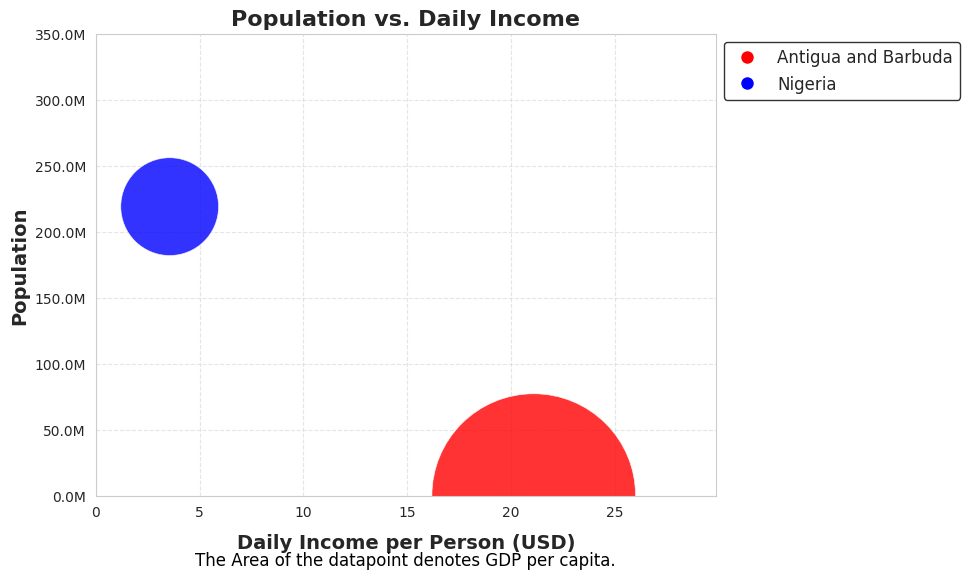 Population vs. Daily Income
Antigua and Barbuda
Nigeria
Population
350.0M
300.0M
250.0M
200.0M
150.0M
100.0M
50.0M
0.0M
0 5 10 15 20 25
Daily Income per Person (USD)
The Area of the datapoint denotes GDP per capita.